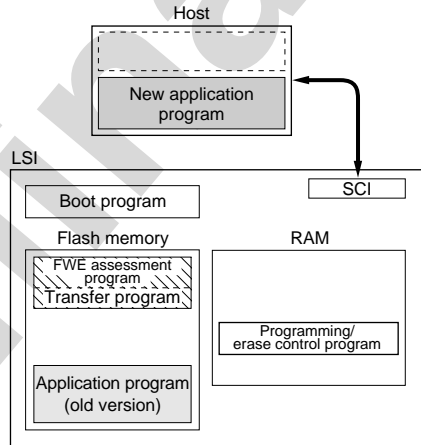 Host
New application
program
LSI
SCI
Boot program
Flash memory
RAM
FWE assessment
program
Transfer program
Programming/
erase control program
Application program
(old version)